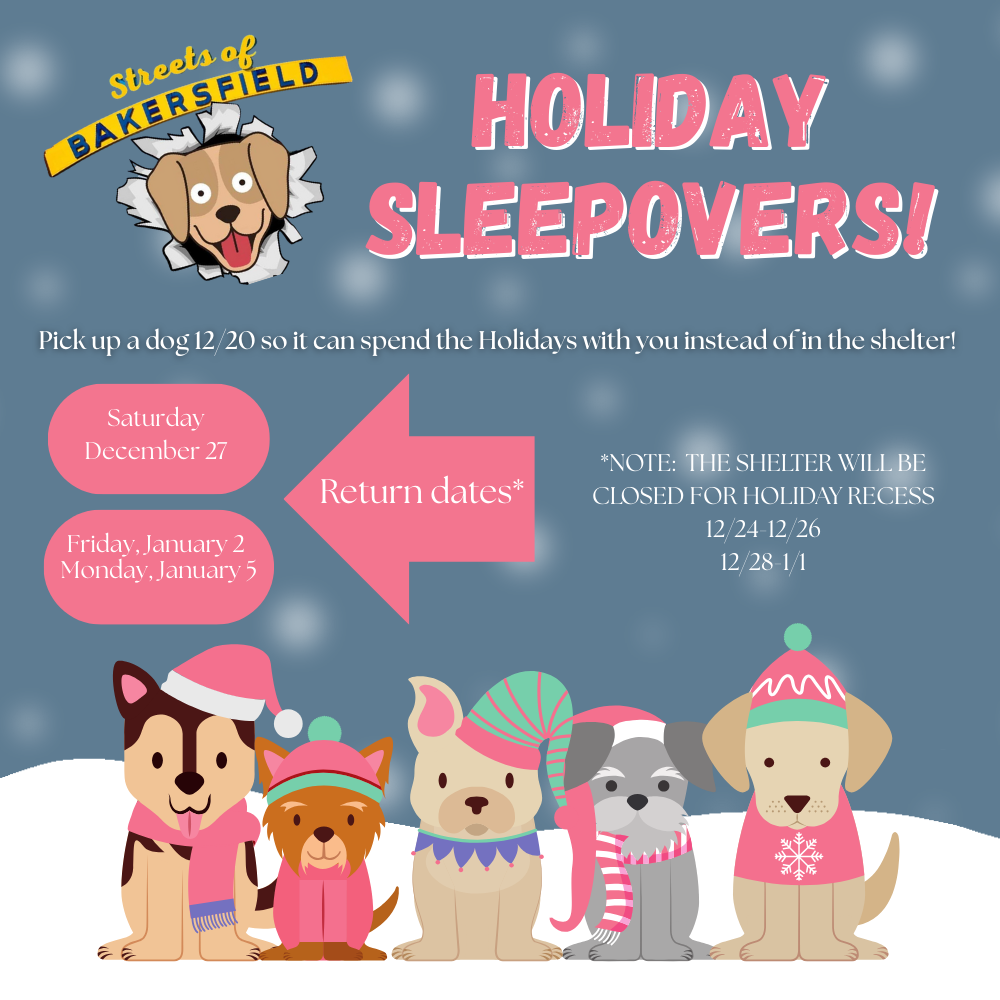 Streets of
BAKERSFIELD
HOLIDAY
SLEEPOVERS!
Pick up a dog 12/20 so it can spend the Holidays with you instead of in the shelter!
Saturday
December 27
Return dates*
Friday, January 2
Monday, January 5
*NOTE: THE SHELTER WILL BE
CLOSED FOR HOLIDAY RECESS
12/24-12/26
12/28-1/1